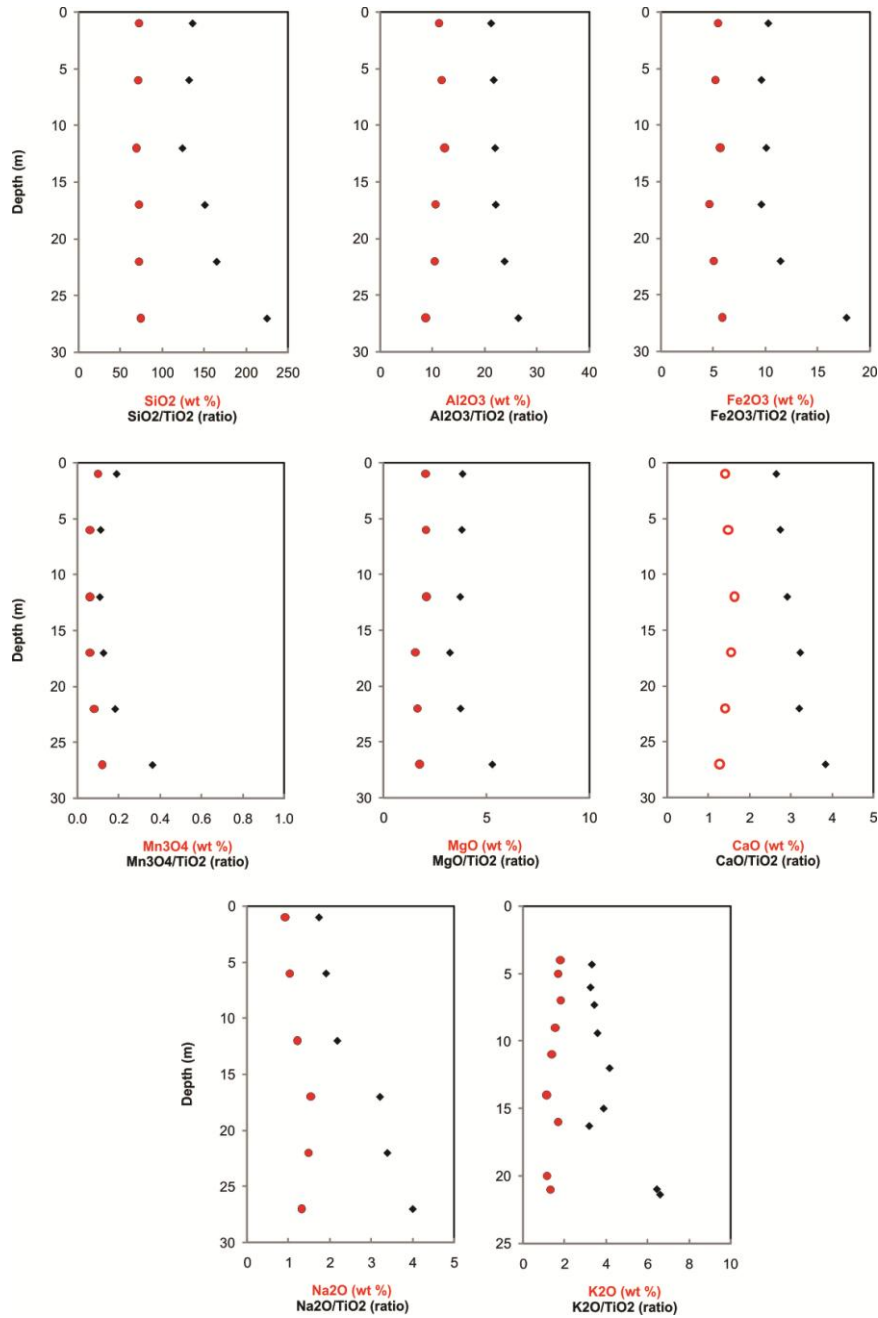 0
5
10
15
20
25
30
Depth (m)
0 50 100 150 200 250
SiO2 (wt %)
SiO2/TiO2 (ratio)
0
5
10
15
20
25
30
0 10 20 30 40
Al2O3 (wt %)
Al2O3/TiO2 (ratio)
0
5
10
15
20
25
30
0 5 10 15 20
Fe2O3 (wt %)
Fe2O3/TiO2 (ratio)
0
5
10
15
20
25
30
Depth (m)
0 0.2 0.4 0.6 0.8 1.0
Mn3O4 (wt %)
Mn3O4/TiO2 (ratio)
0
5
10
15
20
25
30
0 5 10
MgO (wt %)
MgO/TiO2 (ratio)
0
5
10
15
20
25
30
0 1 2 3 4 5
CaO (wt %)
CaO/TiO2 (ratio)
0
5
10
15
20
25
30
Depth (m)
0 1 2 3 4 5
Na2O (wt %)
Na2O/TiO2 (ratio)
0
5
10
15
20
25
0 2 4 6 8 10
K2O (wt %)
K2O/TiO2 (ratio)